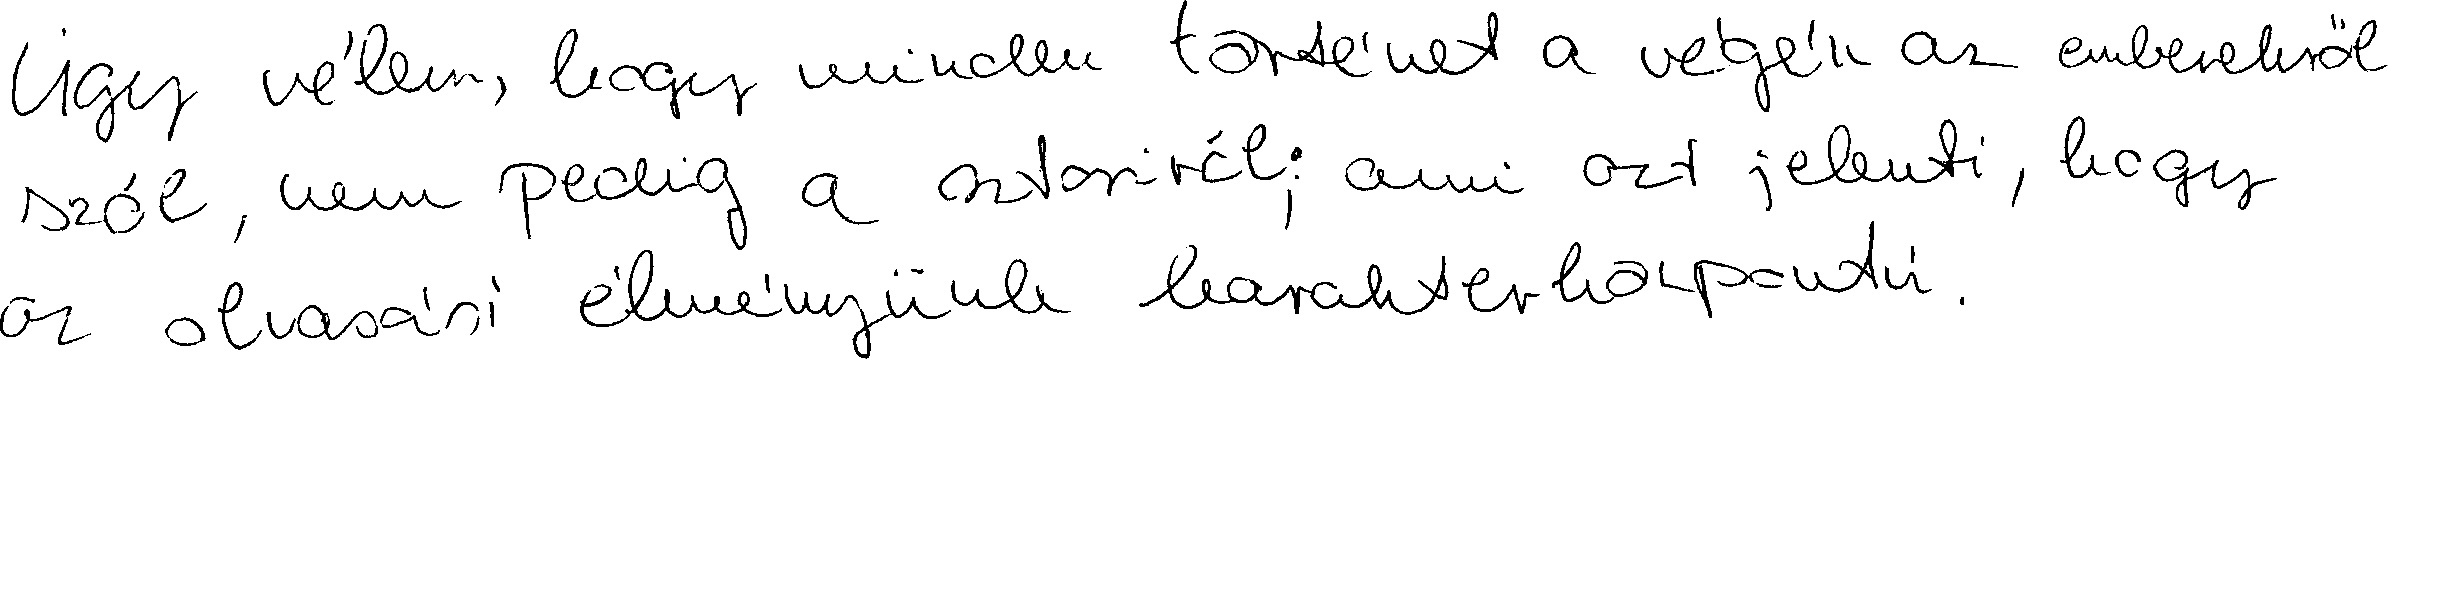 Úgy vélem, hogy minden történet a végén az emberekről
szól, nem pedig a sztoriról; ami azt jelenti, hogy
az olvasási élményünk karakterközpontú.